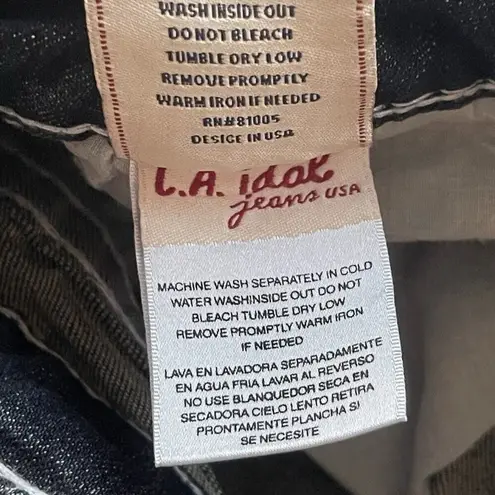 WASH INSIDE OUT
DO NOT BLEACH
TUMBLE DRY LOW
REMOVE PROMPTLY
WARM IRON IF NEEDED
RN#81005
DESIGE IN USA
L.A. idol
jeans USA
MACHINE WASH SEPARATELY IN COLD
WATER WASHINSIDE OUT DO NOT
BLEACH TUMBLE DRY LOW
REMOVE PROMPTLY WARM IRON
IF NEEDED
LAVA EN LAVADORA SEPARADAMENTE
EN AGUA FRIA LAVAR AL REVERSO
NO USE BLANQUEDOR SECA EN
SECADORA CIELO LENTO RETIRA
PRONTAMENTE PLANCHA SI
SE NECESITE